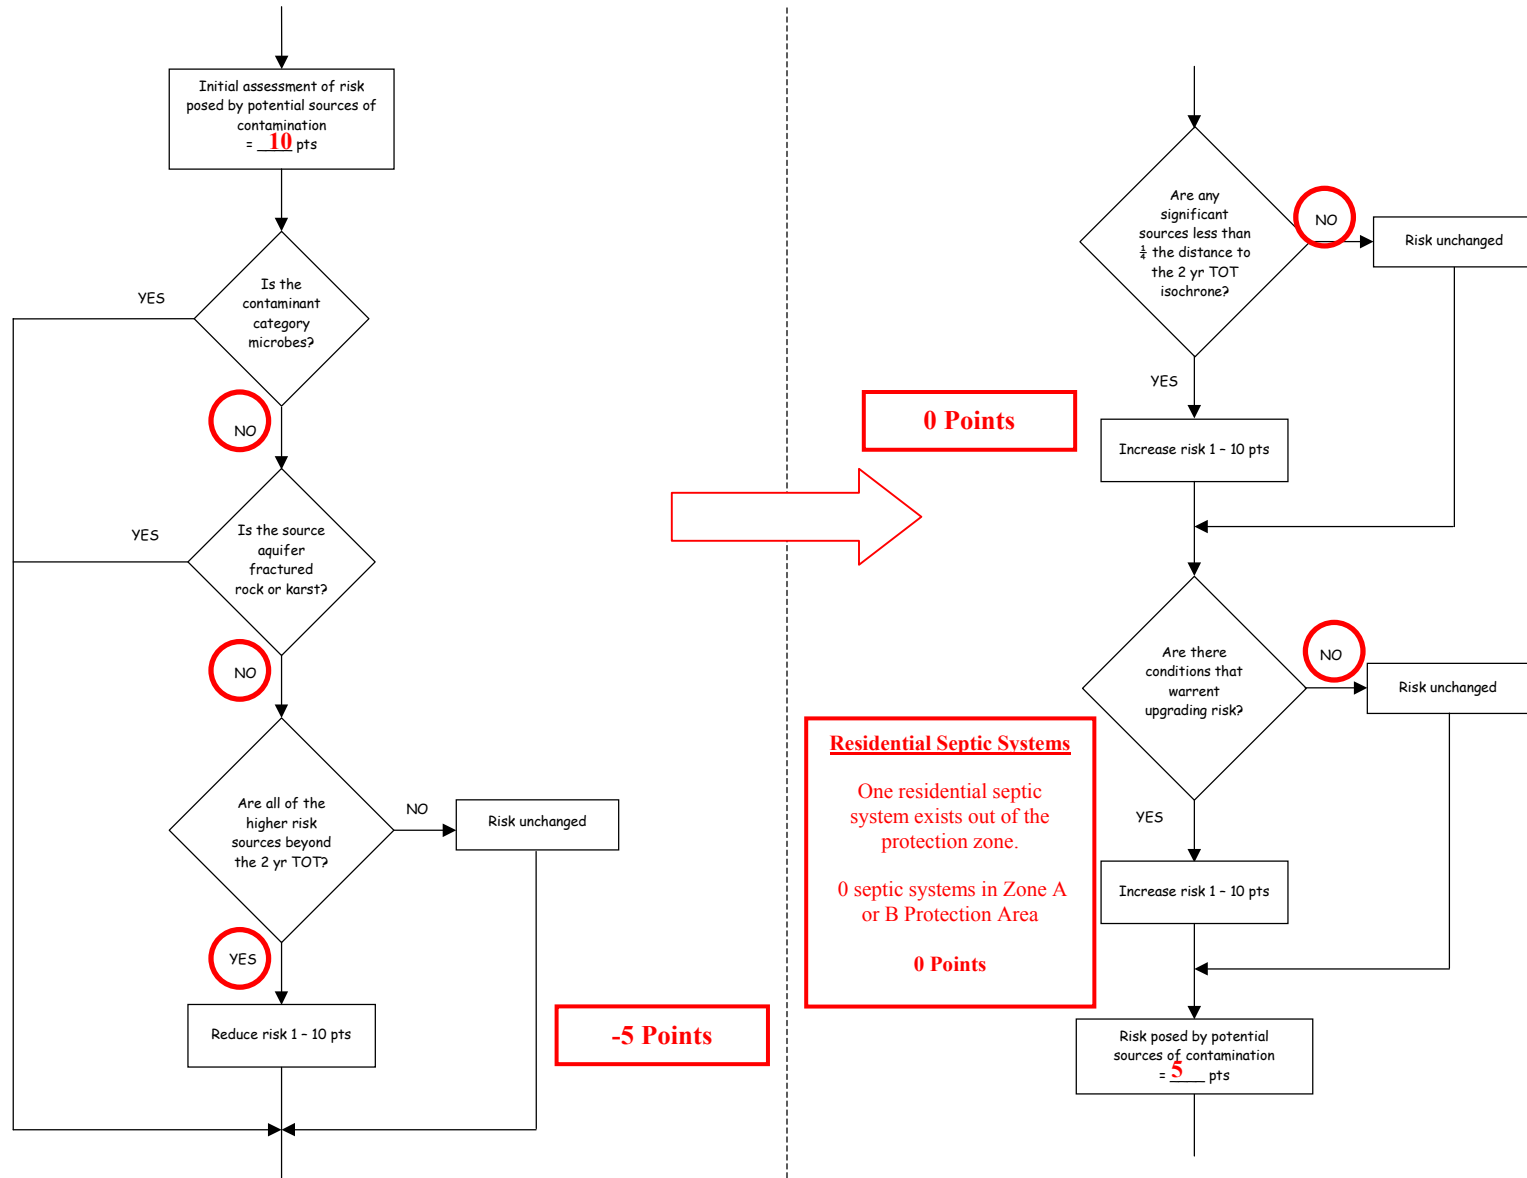 Initial assessment of risk
posed by potential sources of
contamination
= 10 pts
Is the
contaminant
category
microbes?
YES
NO
Is the source
aquifer
fractured
rock or karst?
YES
NO
Are all of the
higher risk
sources beyond
the 2 yr TOT?
NO
Risk unchanged
YES
Reduce risk 1 – 10 pts
-5 Points
Are any
significant
sources less than
¼ the distance to
the 2 yr TOT
isochrone?
NO
Risk unchanged
YES
0 Points
Increase risk 1 – 10 pts
Are there
conditions that
warrent
upgrading risk?
NO
Risk unchanged
YES
Residential Septic Systems
One residential septic
system exists out of the
protection zone.
0 septic systems in Zone A
or B Protection Area
0 Points
Increase risk 1 – 10 pts
Risk posed by potential
sources of contamination
= 5 pts